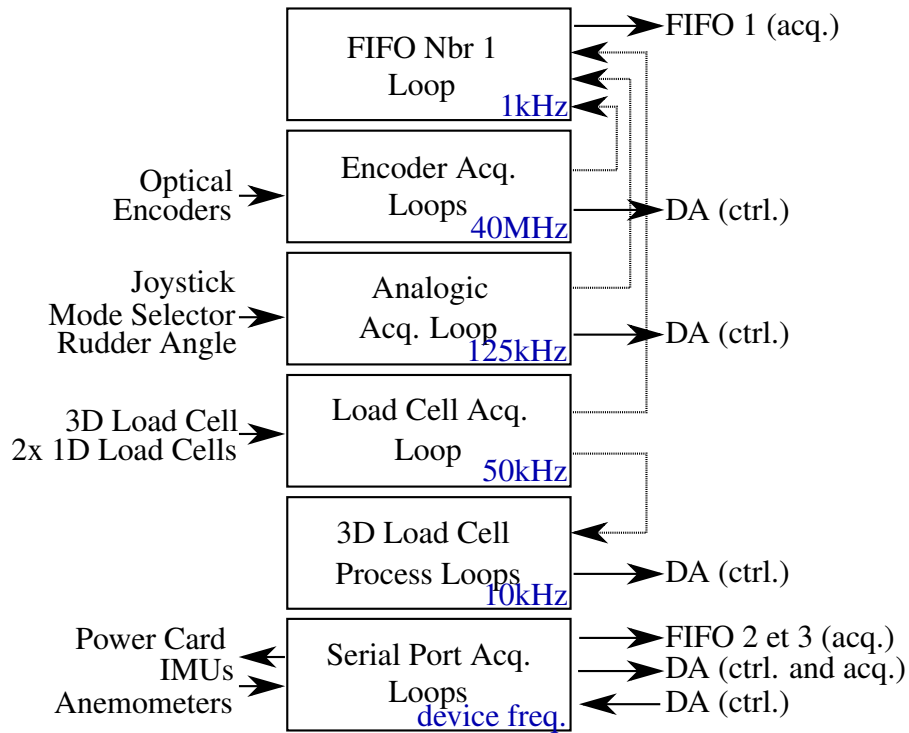 FIFO Nbr 1
Loop
1kHz
FIFO 1 (acq.)
Optical
Encoders
Encoder Acq.
Loops
40MHz
DA (ctrl.)
Joystick
Mode Selector
Rudder Angle
Analogic
Acq. Loop
125kHz
DA (ctrl.)
3D Load Cell
2x 1D Load Cells
Load Cell Acq.
Loop
50kHz
3D Load Cell
Process Loops
10kHz
DA (ctrl.)
Power Card
IMUs
Anemometers
Serial Port Acq.
Loops
device freq.
FIFO 2 et 3 (acq.)
DA (ctrl. and acq.)
DA (ctrl.)